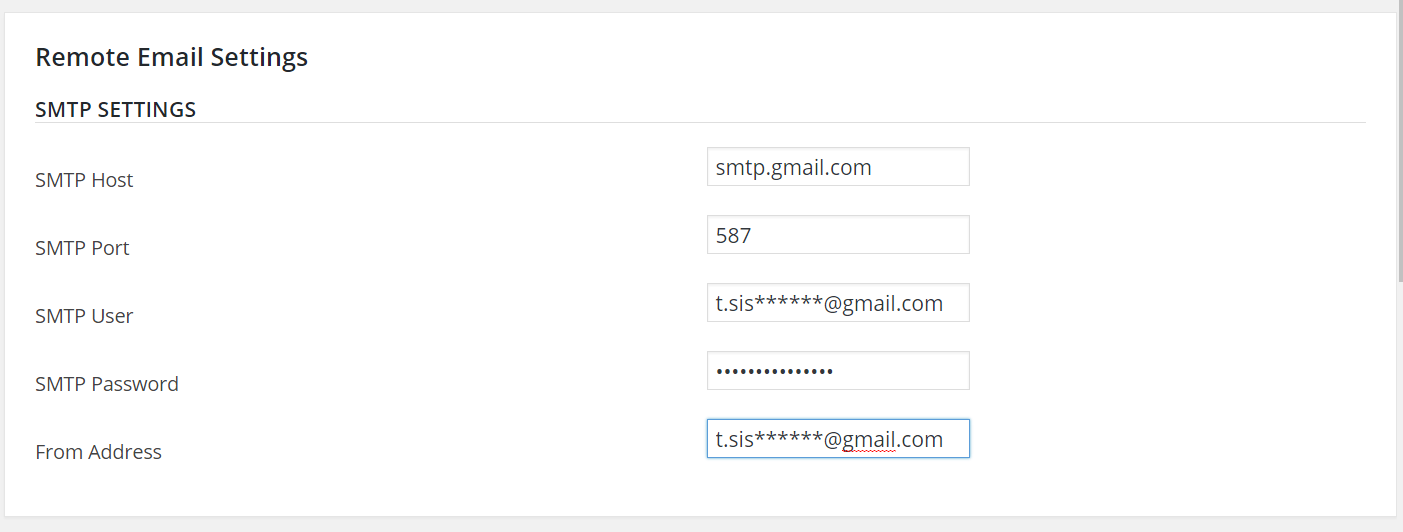 Remote Email Settings
SMTP SETTINGS
SMTP Host
smtp.gmail.com
SMTP Port
587
SMTP User
t.sis******@gmail.com
SMTP Password
•••••••••••••••
From Address
t.sis******@gmail.com